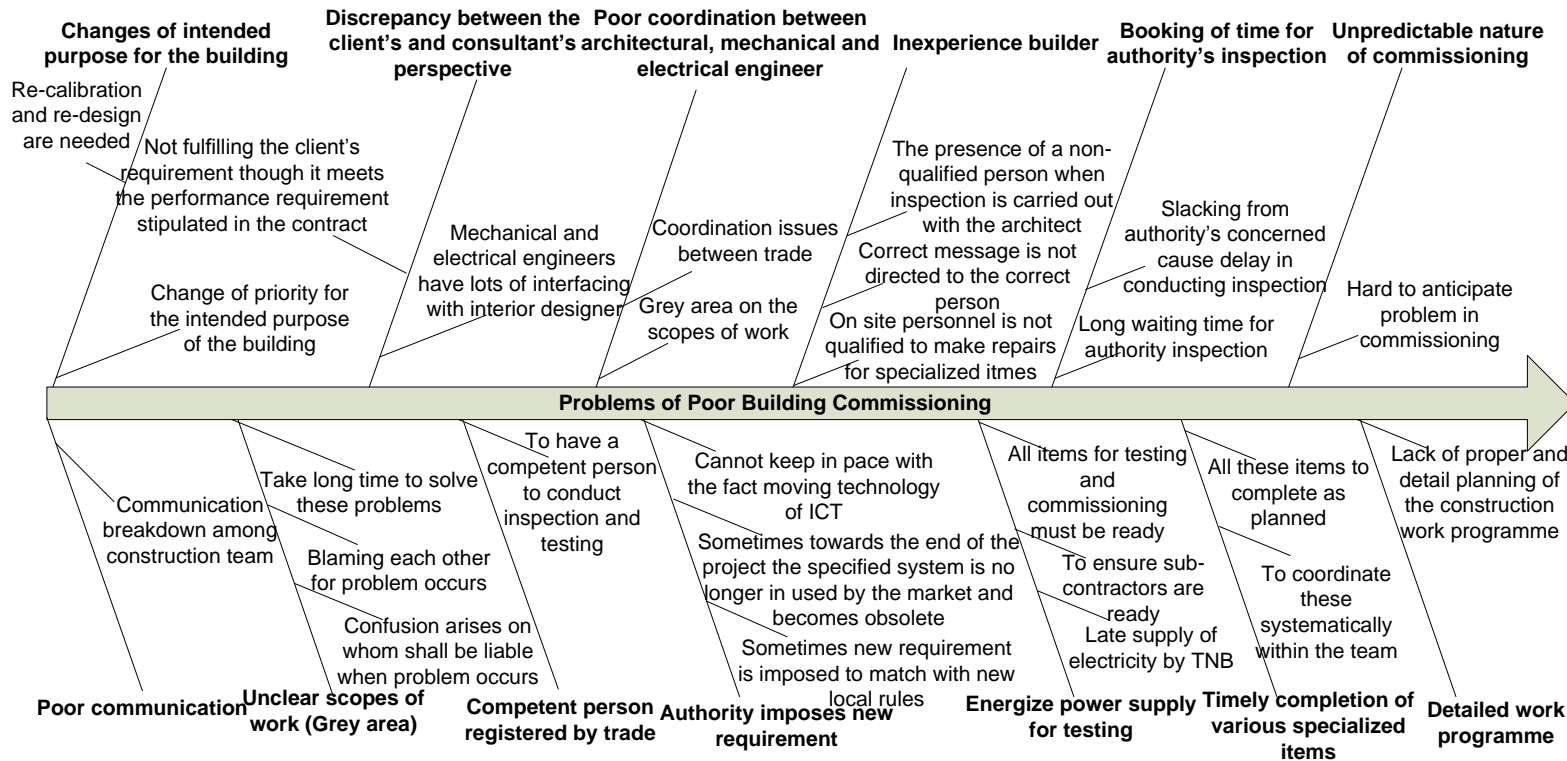 Changes of intended
purpose for the building
Discrepancy between the
client's and consultant's
perspective
Poor coordination between
architectural, mechanical and
electrical engineer
Inexperience builder
Booking of time for
authority's inspection
Unpredictable nature
of commissioning
Re-calibration
and re-design
are needed
Change of priority for
the intended purpose
of the building
Not fulfilling the client's
requirement though it meets
the performance requirement
stipulated in the contract
Mechanical and
electrical engineers
have lots of interfacing
with interior designer
Coordination issues
between trade
Grey area on the
scopes of work
The presence of a non-
qualified person when
inspection is carried out
with the architect
Correct message is not
directed to the correct
person
On site personnel is not
qualified to make repairs
for specialized itmes
Slacking from
authority's concerned
cause delay in
conducting inspection
Long waiting time for
authority inspection
Hard to anticipate
problem in
commissioning
Problems of Poor Building Commissioning
Communication
breakdown among
construction team
Take long time to solve
these problems
Blaming each other
for problem occurs
Confusion arises on
whom shall be liable
when problem occurs
To have a
competent person
to conduct
inspection and
testing
Cannot keep in pace with
the fact moving technology
of ICT
Sometimes towards the end of the
project the specified system is no
longer in used by the market and
becomes obsolete
Sometimes new requirement
is imposed to match with new
local rules
All items for testing
and
commissioning
must be ready
To ensure sub-
contractors are
ready
Late supply of
electricity by TNB
All these items to
complete as
planned
To coordinate
these
systematically
within the team
Lack of proper and
detail planning of
the construction
work programme
Poor communication
Unclear scopes of
work (Grey area)
Competent person
registered by trade
Authority imposes new
requirement
Energize power supply
for testing
Timely completion of
various specialized
items
Detailed work
programme